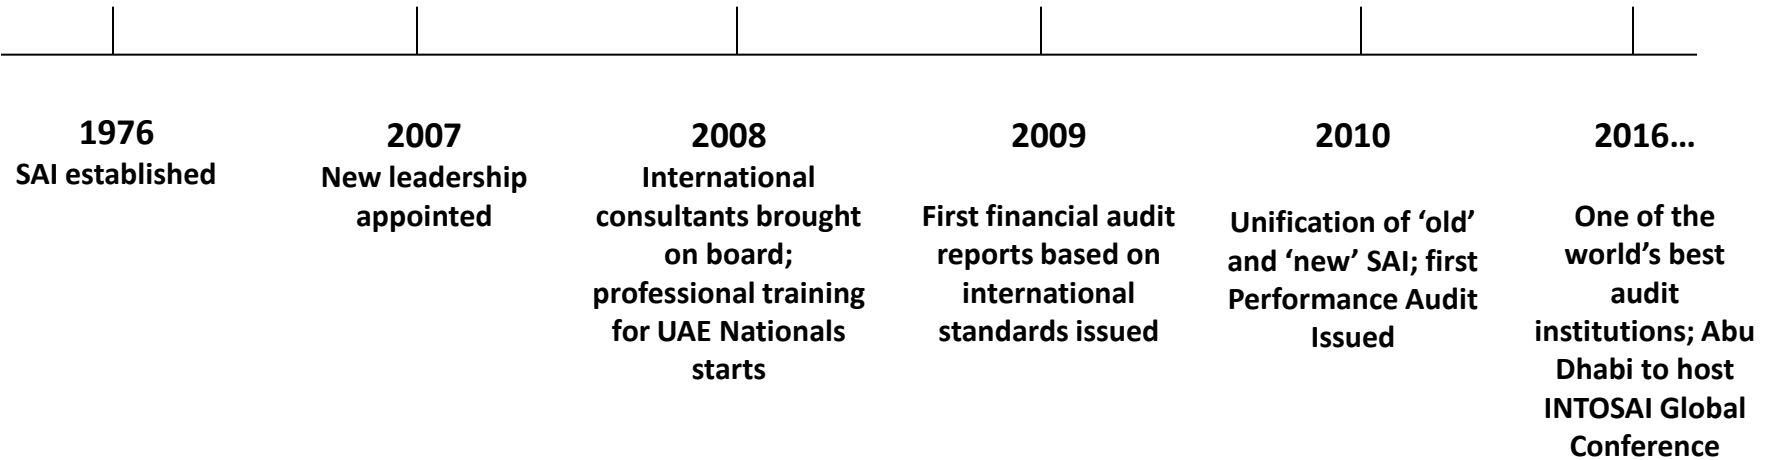 1976
SAI established
2007
New leadership
appointed
2008
International
consultants brought
on board;
professional training
for UAE Nationals
starts
2009
First financial audit
reports based on
international
standards issued
2010
Unification of ‘old’
and ‘new’ SAI; first
Performance Audit
Issued
2016…
One of the
world’s best
audit
institutions; Abu
Dhabi to host
INTOSAI Global
Conference